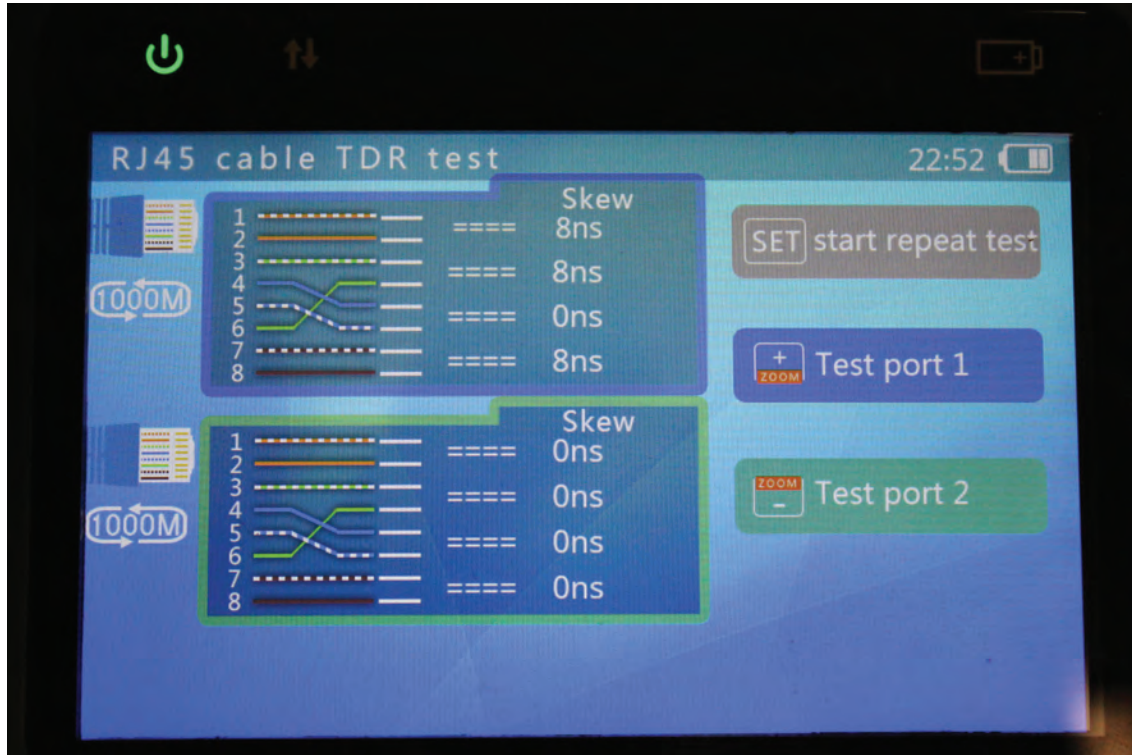 RJ45 cable TDR test
22:52
Skew
1
2
==== 8ns
3
4
==== 8ns
5
6
==== 0ns
7
8
==== 8ns
1000M
SET start repeat test
+
ZOOM
Test port 1
Skew
1
2
==== 0ns
3
4
==== 0ns
5
6
==== 0ns
7
8
==== 0ns
1000M
ZOOM
-
Test port 2